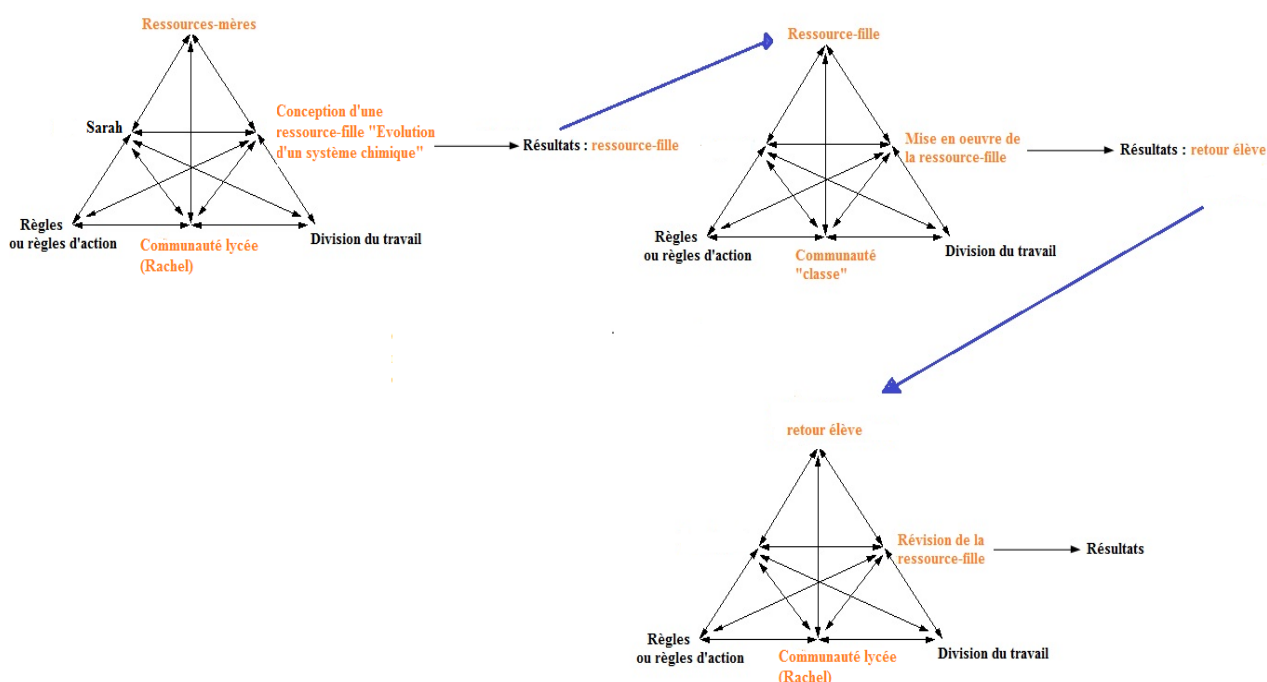 Ressources-mères
Sarah
Conception d'une
ressource-fille "Evolution
d'un système chimique"
Résultats : ressource-fille
Règles
ou règles d'action
Communauté lycée
(Rachel)
Division du travail
Ressource-fille
Mise en oeuvre de
la ressource-fille
Résultats : retour élève
Règles
ou règles d'action
Communauté
"classe"
Division du travail
retour élève
Révision de la
ressource-fille
Résultats
Règles
ou règles d'action
Communauté lycée
(Rachel)
Division du travail